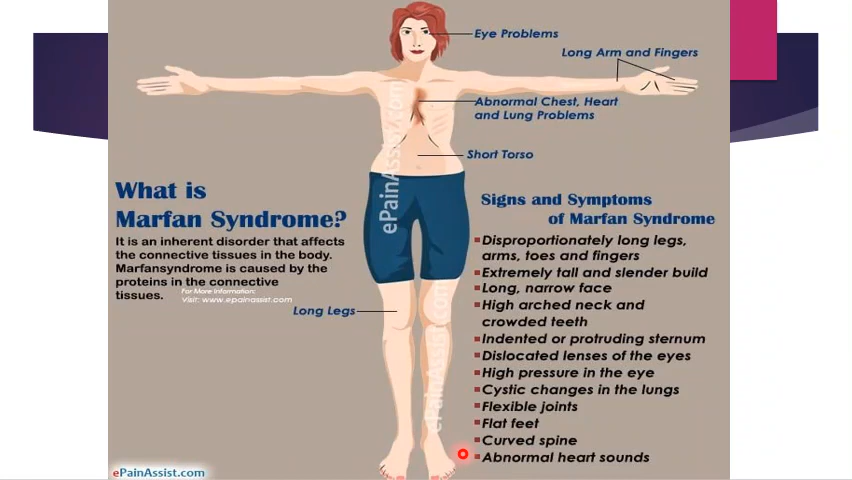 Eye Problems
Long Arm and Fingers
Abnormal Chest, Heart
and Lung Problems
Short Torso
What is
Marfan Syndrome?
It is an inherent disorder that affects
the connective tissues in the body.
Marfansyndrome is caused by the
proteins in the connective
tissues.
For More Information:
Visit: www.epainassist.com
Long Legs
Signs and Symptoms
of Marfan Syndrome
Disproportionately long legs,
arms, toes and fingers
Extremely tall and slender build
Long, narrow face
High arched neck and
crowded teeth
Indented or protruding sternum
Dislocated lenses of the eyes
High pressure in the eye
Cystic changes in the lungs
Flexible joints
Flat feet
Curved spine
Abnormal heart sounds
ePainAssist.com
ePainAssist.com
ePainAssist.com